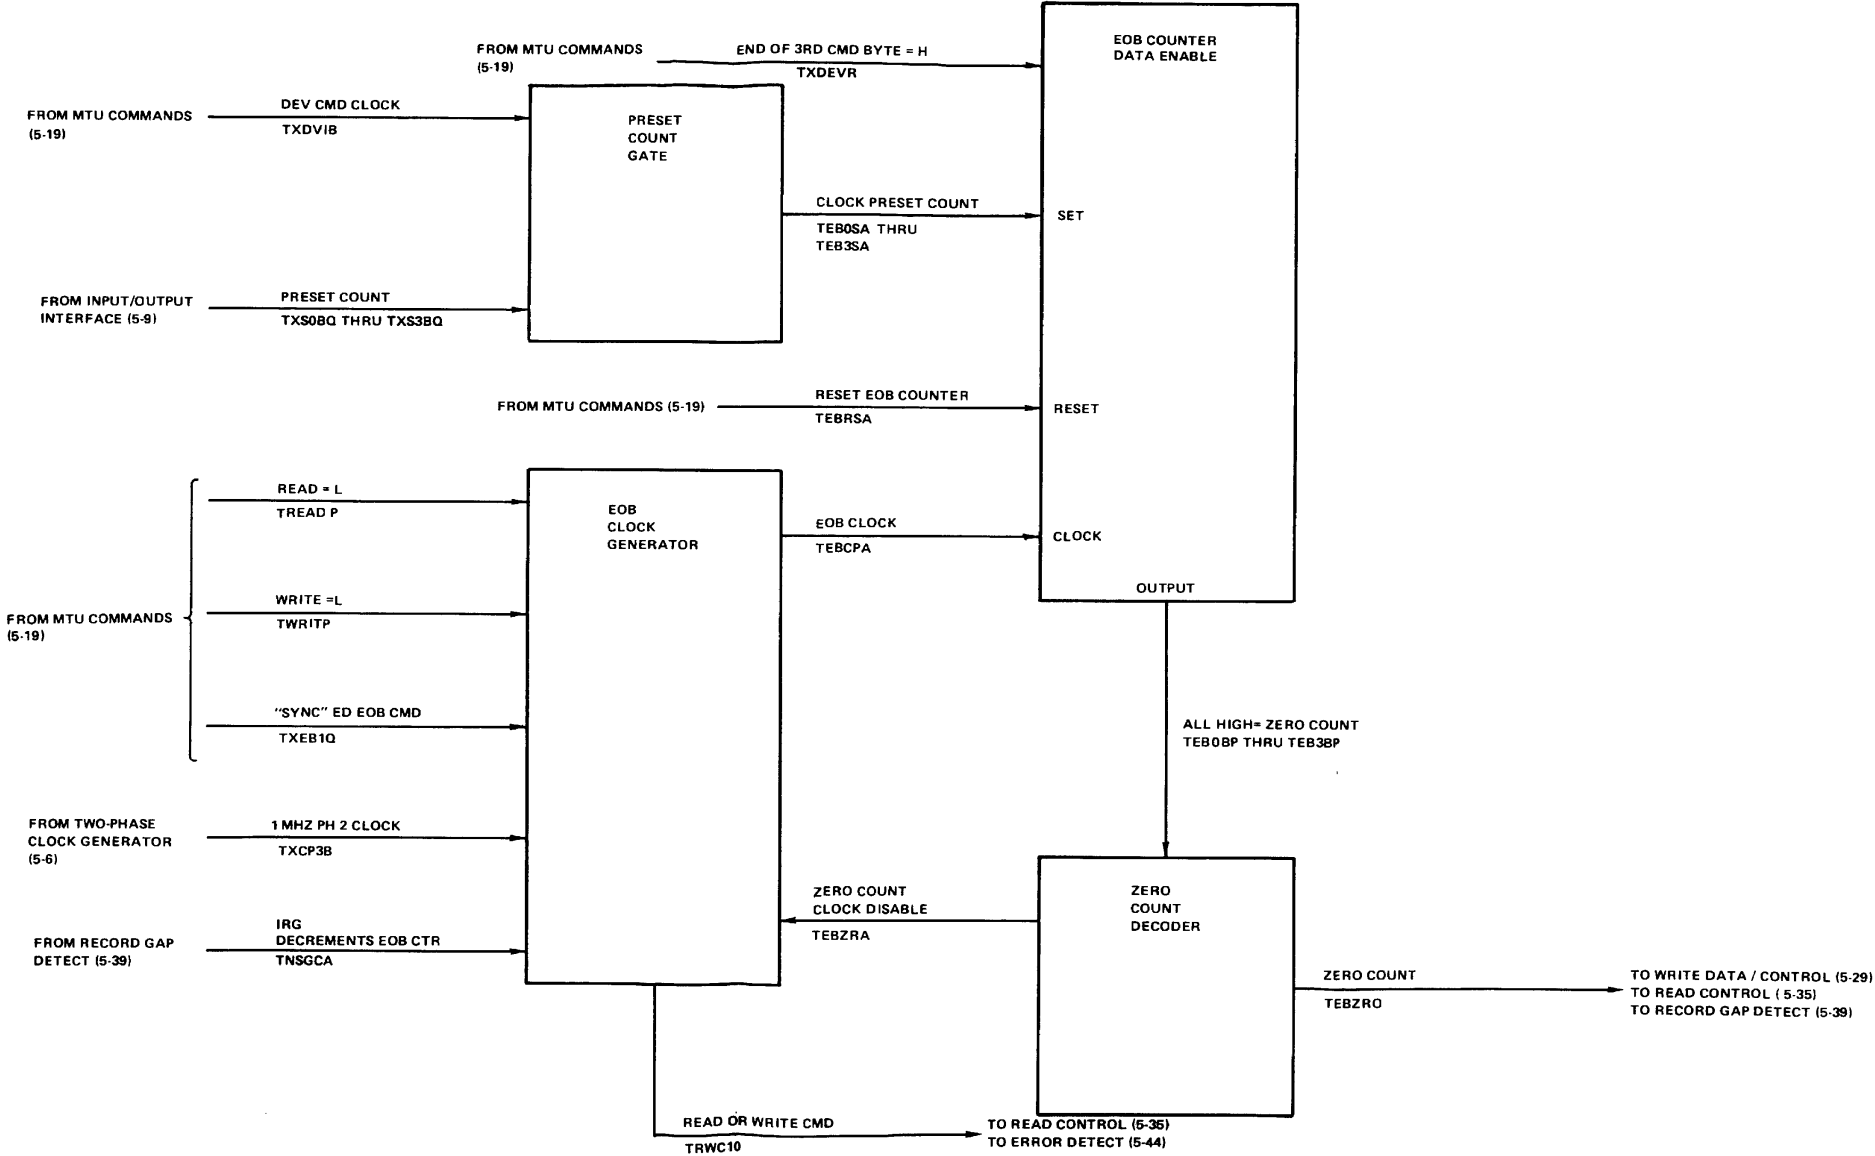 EOB COUNTER
DATA ENABLE
FROM MTU COMMANDS
(5-19)
END OF 3RD CMD BYTE = H
TXDEVR
FROM MTU COMMANDS
(5-19)
DEV CMD CLOCK
TXDVIB
PRESET
COUNT
GATE
CLOCK PRESET COUNT
TEB0SA THRU
TEB3SA
SET
FROM INPUT/OUTPUT
INTERFACE (5-9)
PRESET COUNT
TXS0BQ THRU TXS3BQ
FROM MTU COMMANDS (5-19)
RESET EOB COUNTER
TEBRSA
RESET
READ = L
TREAD P
EOB
CLOCK
GENERATOR
EOB CLOCK
TEBCPA
CLOCK
OUTPUT
FROM MTU COMMANDS
(5-19)
WRITE =L
TWRITP
"SYNC" ED EOB CMD
TXEB1Q
ALL HIGH= ZERO COUNT
TEB0BP THRU TEB3BP
FROM TWO-PHASE
CLOCK GENERATOR
(5-6)
1 MHZ PH 2 CLOCK
TXCP3B
ZERO COUNT
CLOCK DISABLE
TEBZRA
ZERO
COUNT
DECODER
FROM RECORD GAP
DETECT (5-39)
IRG
DECREMENTS EOB CTR
TNSGCA
ZERO COUNT
TEBZRO
TO WRITE DATA / CONTROL (5-29)
TO READ CONTROL ( 5-35)
TO RECORD GAP DETECT (5-39)
READ OR WRITE CMD
TRWC10
TO READ CONTROL (5-35)
TO ERROR DETECT (5-44)